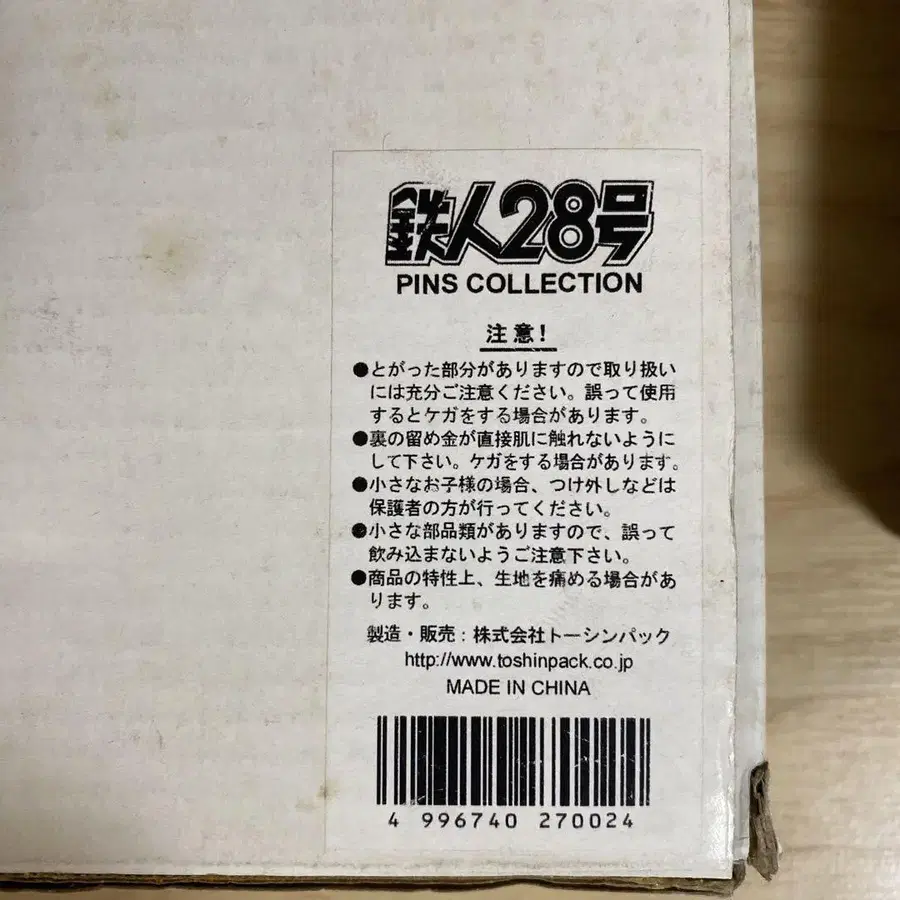 鉄人28号
PINS COLLECTION
注意!
●とがった部分がありますので取り扱い
には充分ご注意ください。誤って使用
するとケガをする場合があります。
●裏の留め金が直接肌に触れないように
して下さい。ケガをする場合があります。
●小さなお子様の場合、つけ外しなどは
保護者の方が行ってください。
●小さな部品類がありますので、誤って
飲み込まないようご注意下さい。
●商品の特性上、生地を痛める場合があ
ります。
製造・販売：株式会社トーシンパック
http://www.toshinpack.co.jp
MADE IN CHINA
4 996740 270024